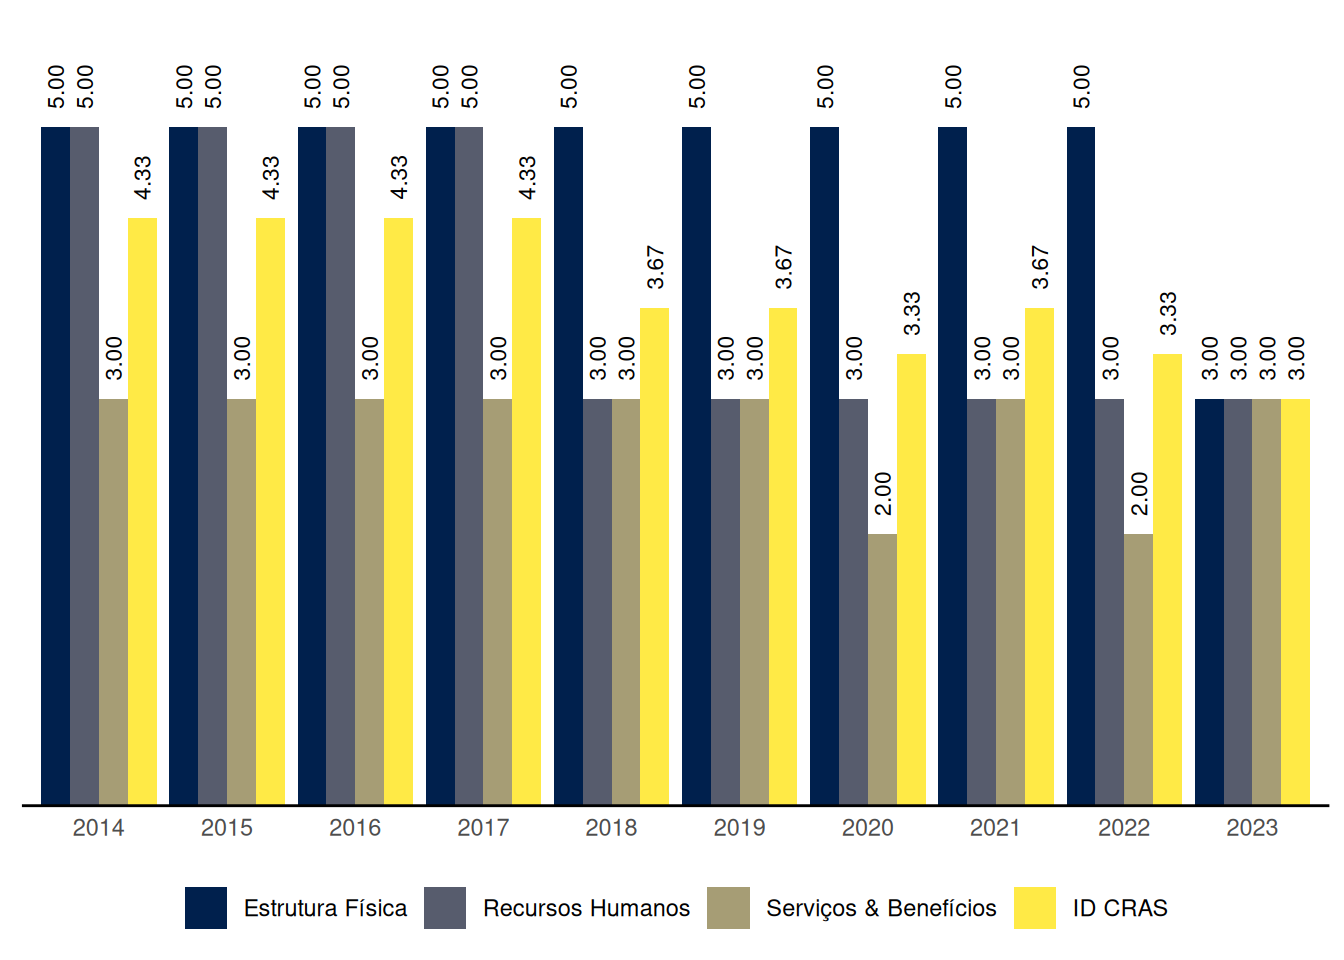 5.00 5.00 3.00 4.33 5.00 5.00 3.00 4.33 5.00 5.00 3.00 4.33 5.00 5.00 3.00 4.33 5.00 3.00 3.00 3.67 5.00 3.00 3.00 3.67 5.00 3.00 2.00 3.33 5.00 3.00 3.00 3.67 5.00 3.00 2.00 3.33 3.00 3.00 3.00 3.00
2014 2015 2016 2017 2018 2019 2020 2021 2022 2023
Estrutura Física Recursos Humanos Serviços & Benefícios ID CRAS